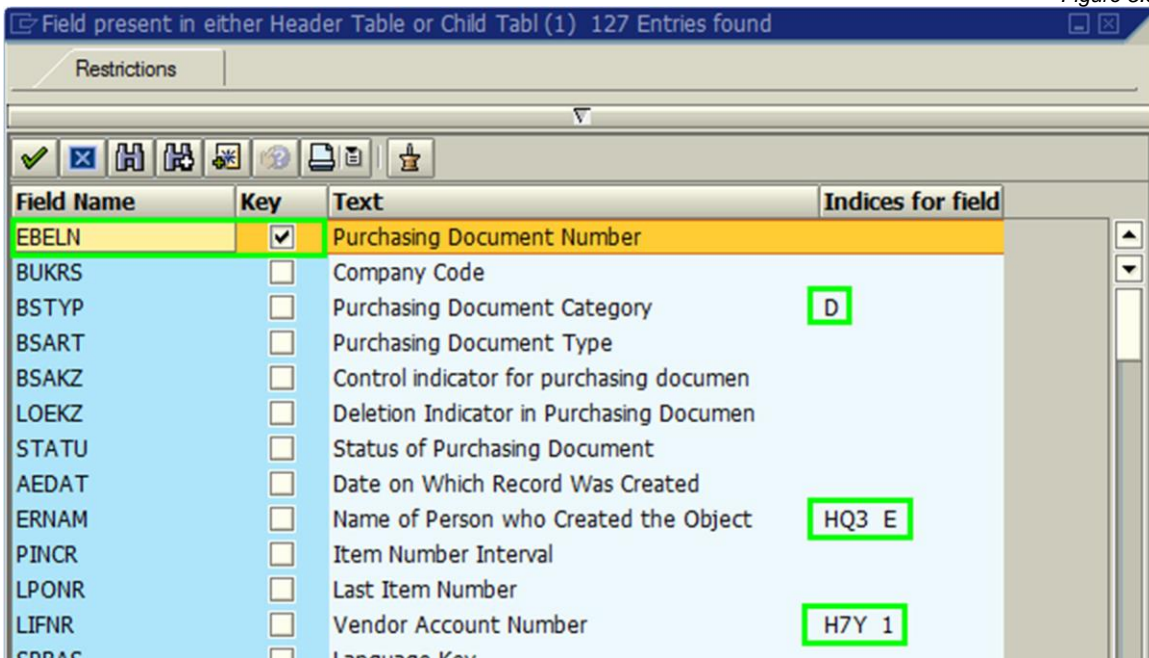 Field present in either Header Table or Child Tabl (1) 127 Entries found
Restrictions
Field Name Key Text Indices for field
EBELN Purchasing Document Number
BUKRS Company Code
BSTYP Purchasing Document Category D
BSART Purchasing Document Type
BSAKZ Control indicator for purchasing documen
LOEKZ Deletion Indicator in Purchasing Documen
STATU Status of Purchasing Document
AEDAT Date on Which Record Was Created
ERNAM Name of Person who Created the Object HQ3 E
PINCR Item Number Interval
LPONR Last Item Number
LIFNR Vendor Account Number H7Y 1